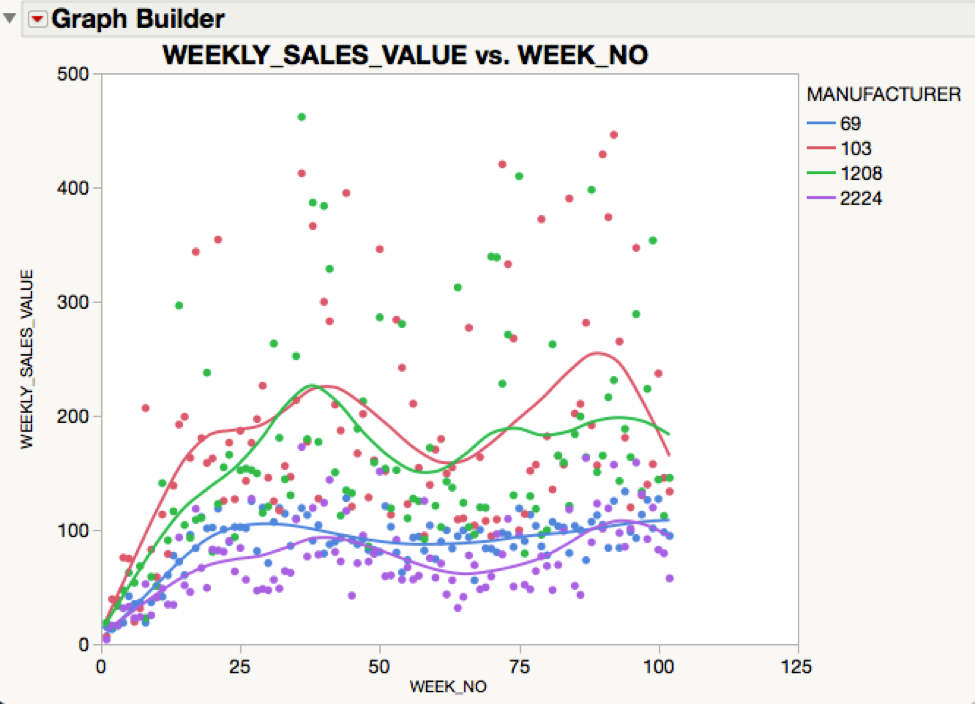 Graph Builder
WEEKLY_SALES_VALUE vs. WEEK_NO
500
400
300
200
100
0
WEEKLY_SALES_VALUE
0 25 50 75 100 125
WEEK_NO
MANUFACTURER
69
103
1208
2224